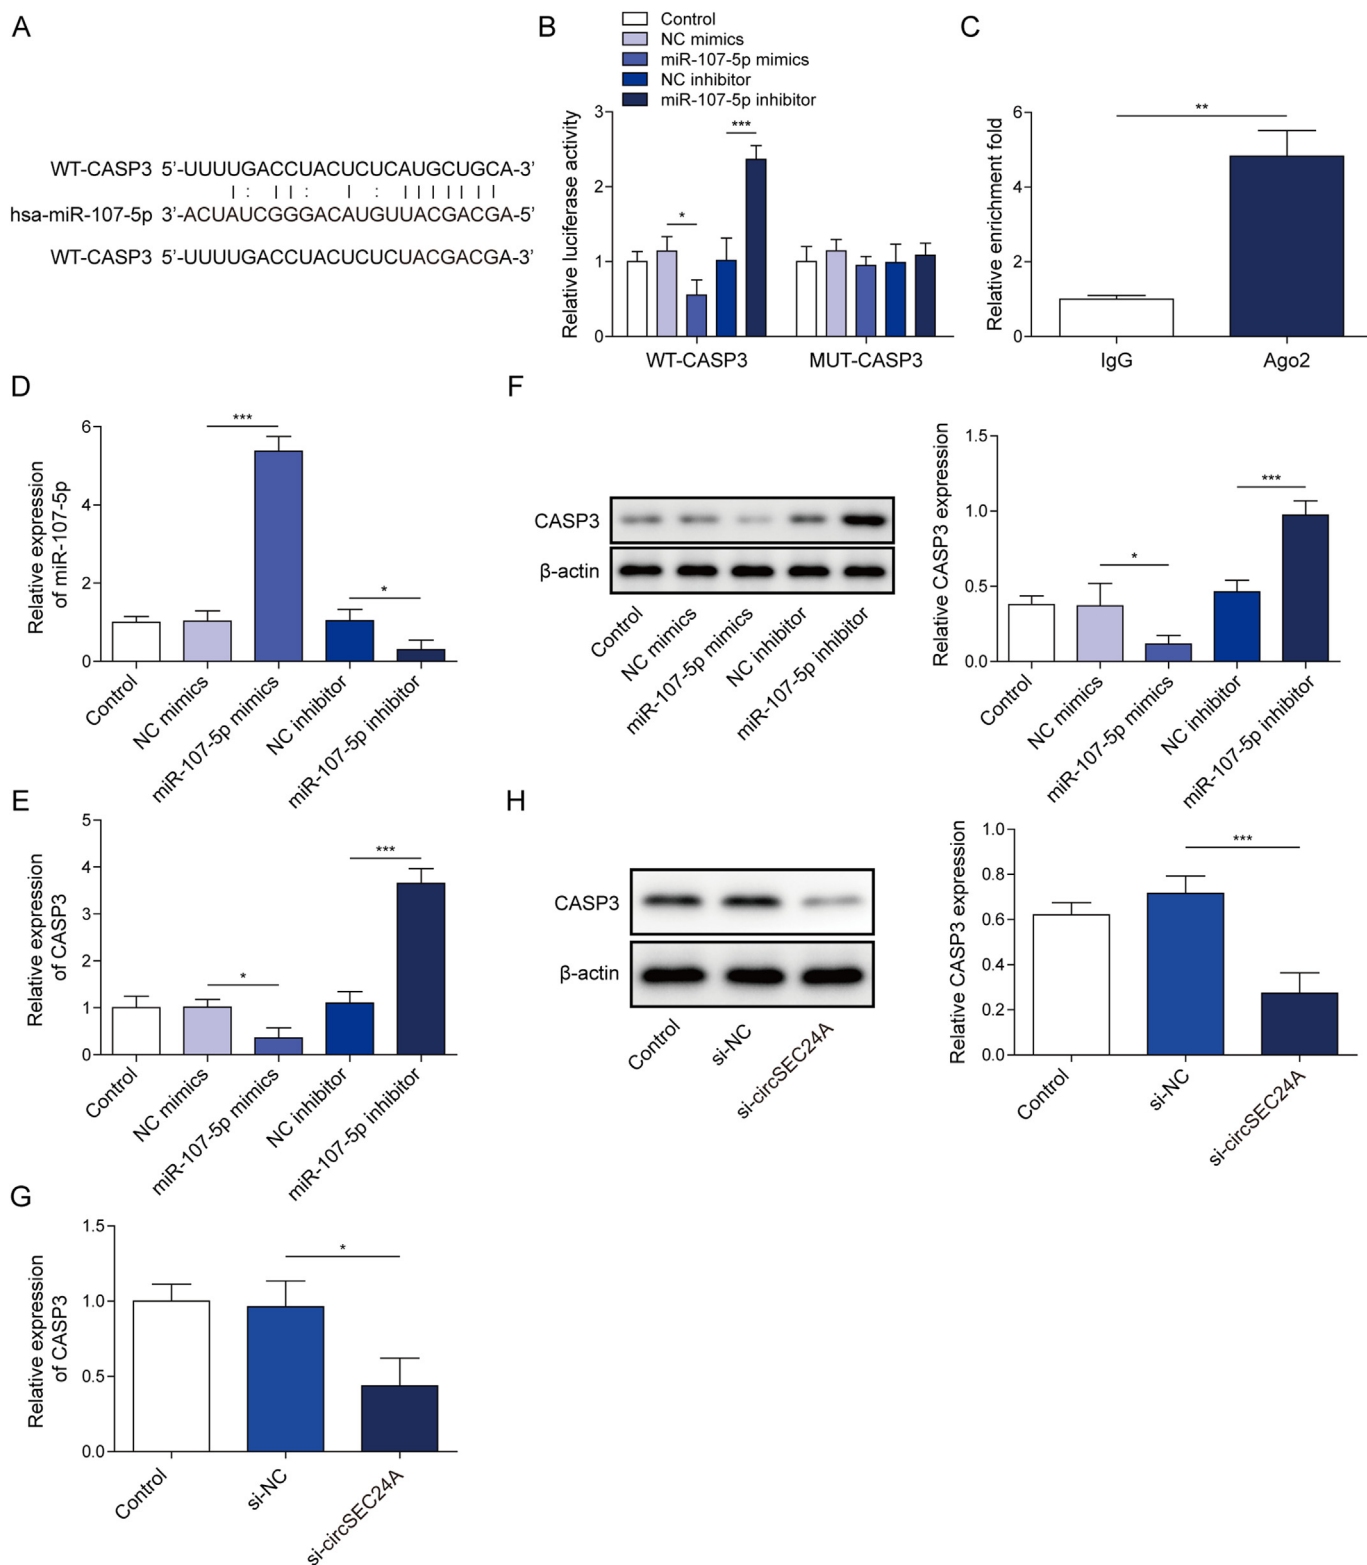 A
WT-CASP3 5’-UUUUGACCUACUCUCAUGCUGCA-3’
hsa-miR-107-5p 3’-ACUAUCGGGACAUGUUACGACGA-5’
WT-CASP3 5’-UUUUGACCUACUCUCUACGACGA-3’
B
Control
NC mimics
miR-107-5p mimics
NC inhibitor
miR-107-5p inhibitor
Relative luciferase activity
3
2
1
0
*
***
WT-CASP3
MUT-CASP3
C
Relative enrichment fold
6
4
2
0
**
IgG
Ago2
D
Relative expression
of miR-107-5p
6
4
2
0
***
*
Control
NC mimics
miR-107-5p mimics
NC inhibitor
miR-107-5p inhibitor
F
CASP3
β-actin
Control
NC mimics
miR-107-5p mimics
NC inhibitor
miR-107-5p inhibitor
Relative CASP3 expression
1.5
1.0
0.5
0.0
*
***
Control
NC mimics
miR-107-5p mimics
NC inhibitor
miR-107-5p inhibitor
E
Relative expression
of CASP3
5
4
3
2
1
0
*
***
Control
NC mimics
miR-107-5p mimics
NC inhibitor
miR-107-5p inhibitor
H
CASP3
β-actin
Control
si-NC
si-circSEC24A
Relative CASP3 expression
1.0
0.8
0.6
0.4
0.2
0.0
***
Control
si-NC
si-circSEC24A
G
Relative expression
of CASP3
1.5
1.0
0.5
0.0
*
Control
si-NC
si-circSEC24A